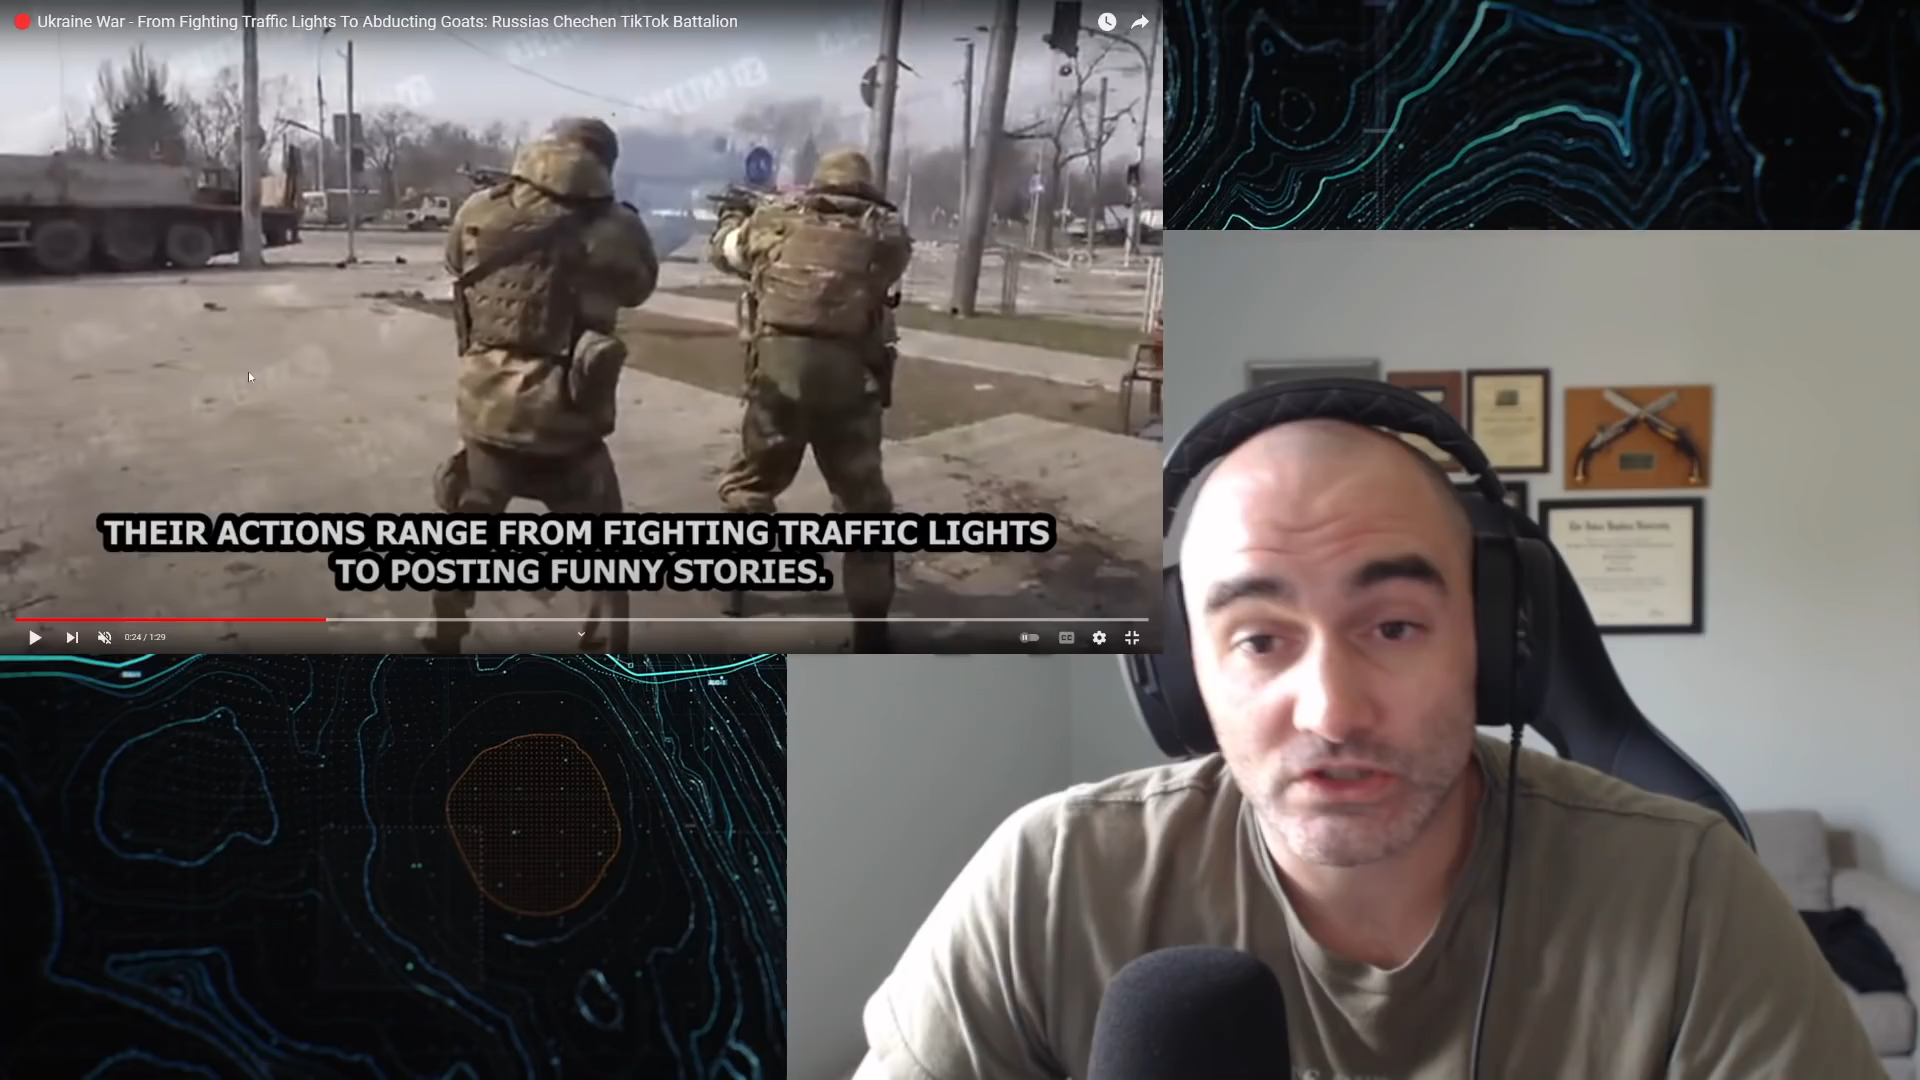 Ukraine War - From Fighting Traffic Lights To Abducting Goats: Russias Chechen TikTok Battalion
THEIR ACTIONS RANGE FROM FIGHTING TRAFFIC LIGHTS
TO POSTING FUNNY STORIES.
0:24 / 1:29
CC